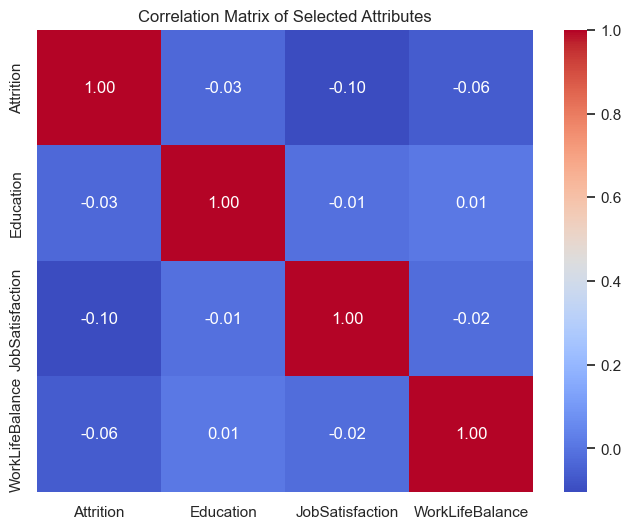 Correlation Matrix of Selected Attributes
Attrition 1.00 -0.03 -0.10 -0.06
Education -0.03 1.00 -0.01 0.01
JobSatisfaction -0.10 -0.01 1.00 -0.02
WorkLifeBalance -0.06 0.01 -0.02 1.00
Attrition Education JobSatisfaction WorkLifeBalance
1.0
0.8
0.6
0.4
0.2
0.0